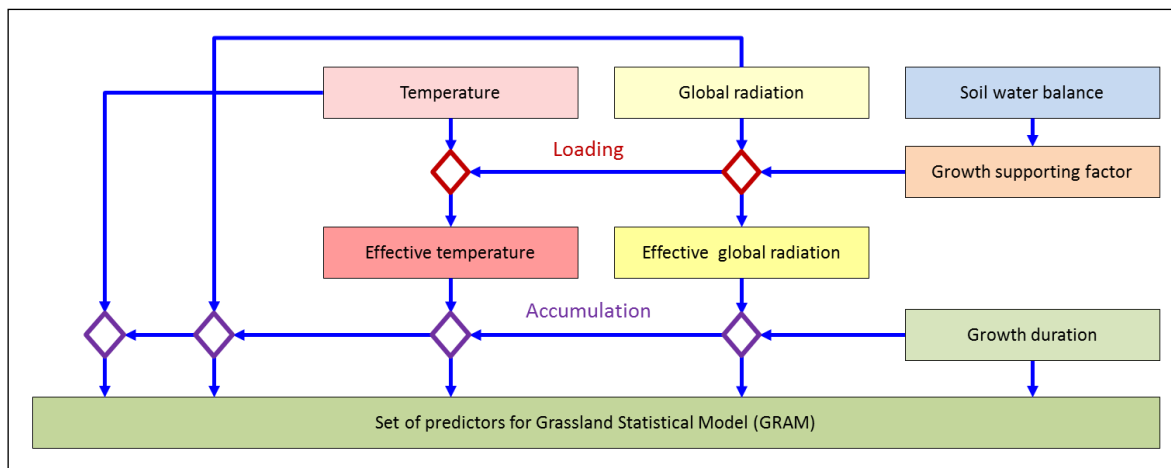 Temperature
Global radiation
Soil water balance
Loading
Growth supporting factor
Effective temperature
Effective global radiation
Accumulation
Growth duration
Set of predictors for Grassland Statistical Model (GRAM)